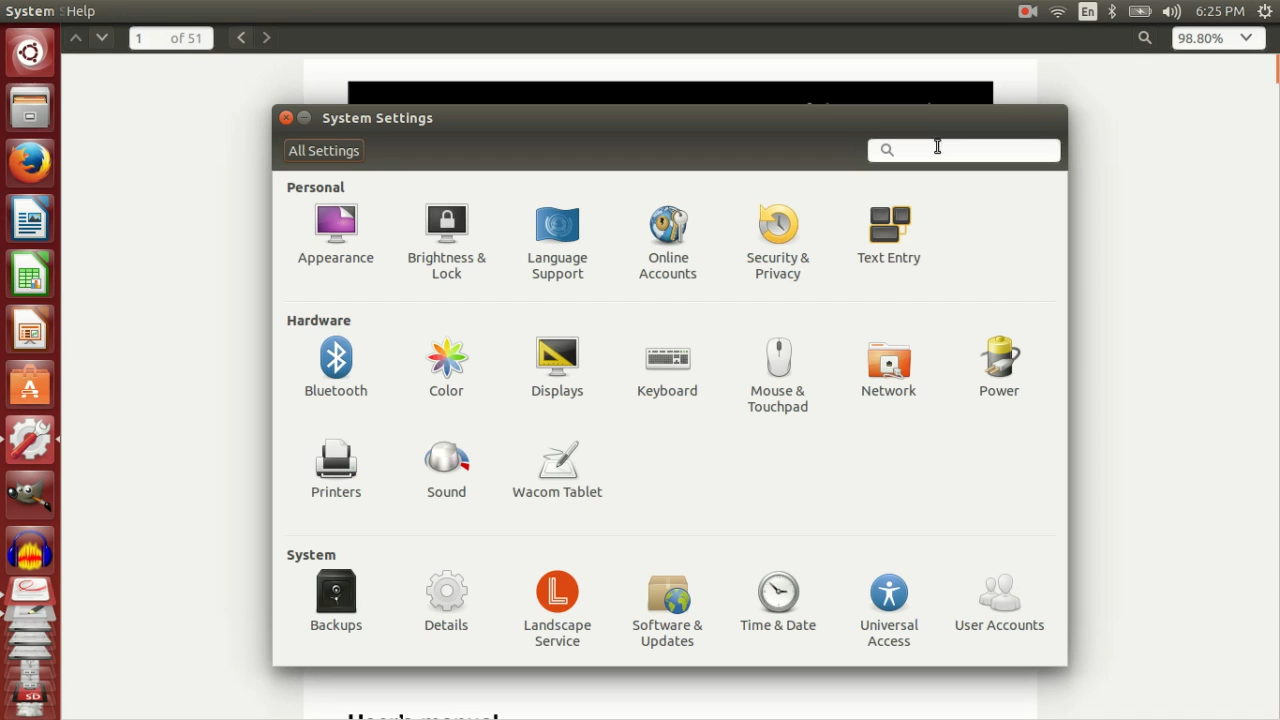 System Help
En
6:25 PM
1 of 51
98.80%
System Settings
All Settings
Personal
Appearance
Brightness & Lock
Language Support
Online Accounts
Security & Privacy
Text Entry
Hardware
Bluetooth
Color
Displays
Keyboard
Mouse & Touchpad
Network
Power
Printers
Sound
Wacom Tablet
System
Backups
Details
Landscape Service
Software & Updates
Time & Date
Universal Access
User Accounts
User's manual
SD